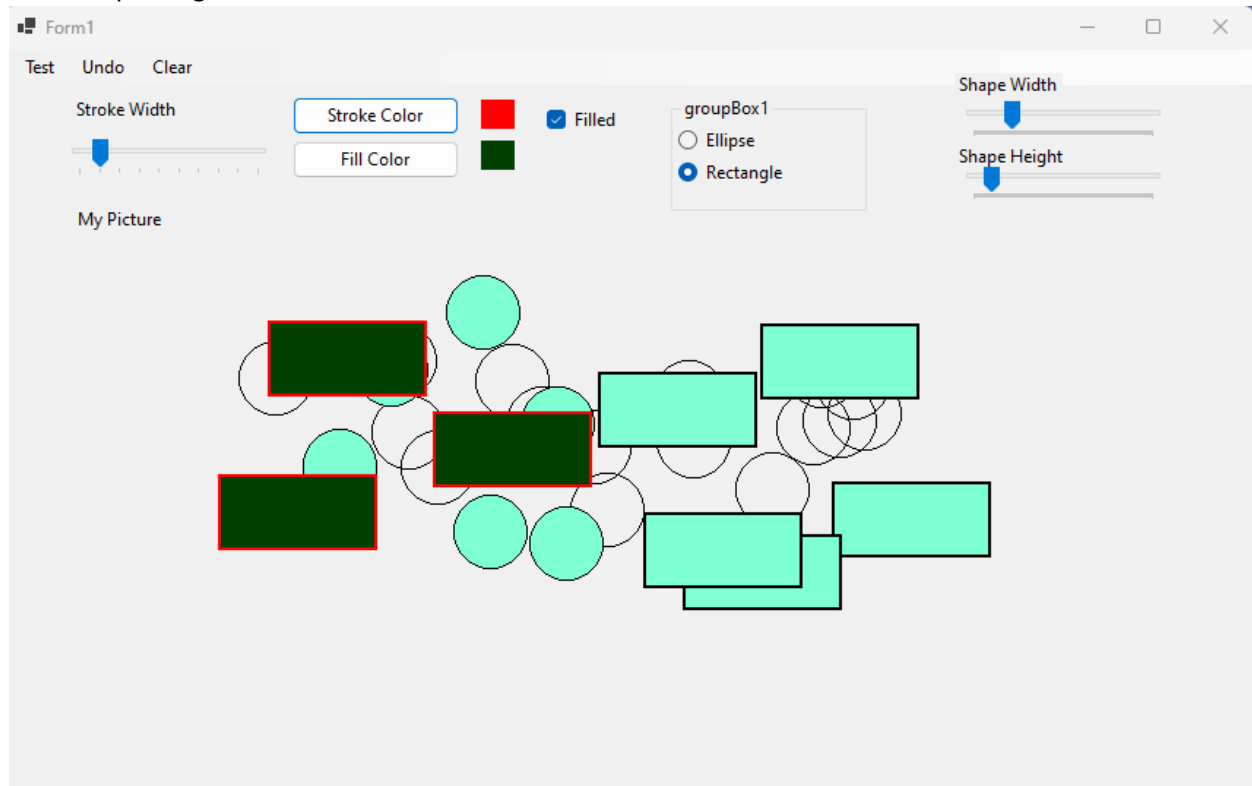 Form1
Test Undo Clear
Stroke Width
Stroke Color
Fill Color
Filled
groupBox1
Ellipse
Rectangle
Shape Width
Shape Height
My Picture